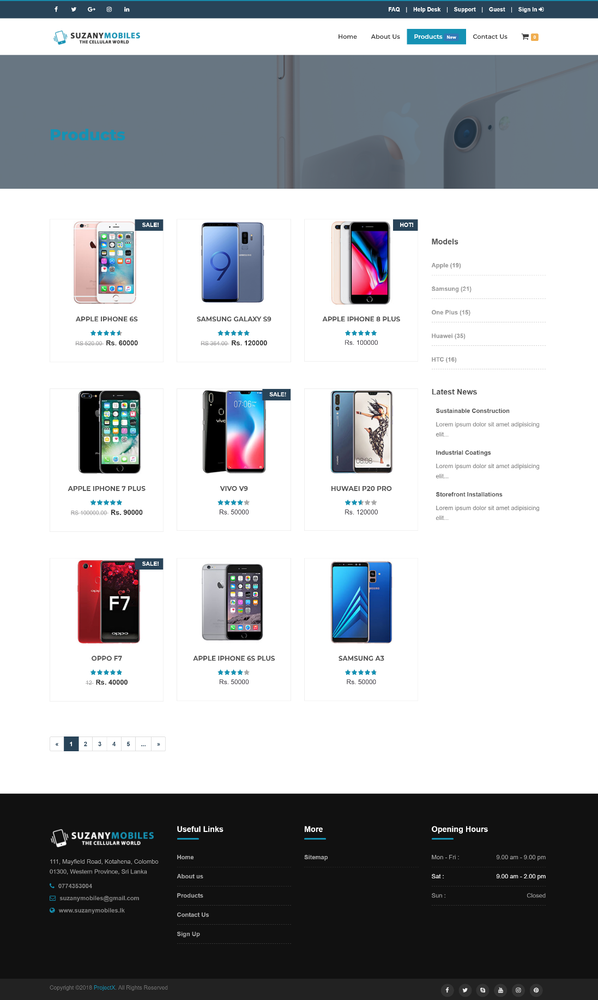 FAQ | Help Desk | Support | Guest | Sign In
SUZANYMOBILES
THE CELLULAR WORLD
Home About Us Products New Contact Us 0
Products
SALE!
APPLE IPHONE 6S
RS 520.00 Rs. 60000
9
SAMSUNG
SAMSUNG GALAXY S9
RS 364.00 Rs. 120000
HOT!
APPLE IPHONE 8 PLUS
Rs. 100000
Models
Apple (19)
Samsung (21)
One Plus (15)
Huawei (35)
HTC (16)
APPLE IPHONE 7 PLUS
RS 100000.00 Rs. 90000
SALE!
07:06
vivo
VIVO V9
Rs. 50000
HUAWEI
08:08
HUWAEI P20 PRO
Rs. 120000
Latest News
Sustainable Construction
Lorem ipsum dolor sit amet adipisicing
elit...
Industrial Coatings
Lorem ipsum dolor sit amet adipisicing
elit...
Storefront Installations
Lorem ipsum dolor sit amet adipisicing
elit...
SALE!
F7
oppo
OPPO F7
12 Rs. 40000
APPLE IPHONE 6S PLUS
Rs. 50000
SAMSUNG A3
Rs. 50000
« 1 2 3 4 5 ... »
SUZANYMOBILES
THE CELLULAR WORLD
111, Mayfield Road, Kotahena, Colombo
01300, Western Province, Sri Lanka
0774353004
suzanymobiles@gmail.com
www.suzanymobiles.lk
Useful Links
Home
About us
Products
Contact Us
Sign Up
More
Sitemap
Opening Hours
Mon - Fri : 9.00 am - 9.00 pm
Sat : 9.00 am - 2.00 pm
Sun : Closed
Copyright ©2018 ProjectX. All Rights Reserved